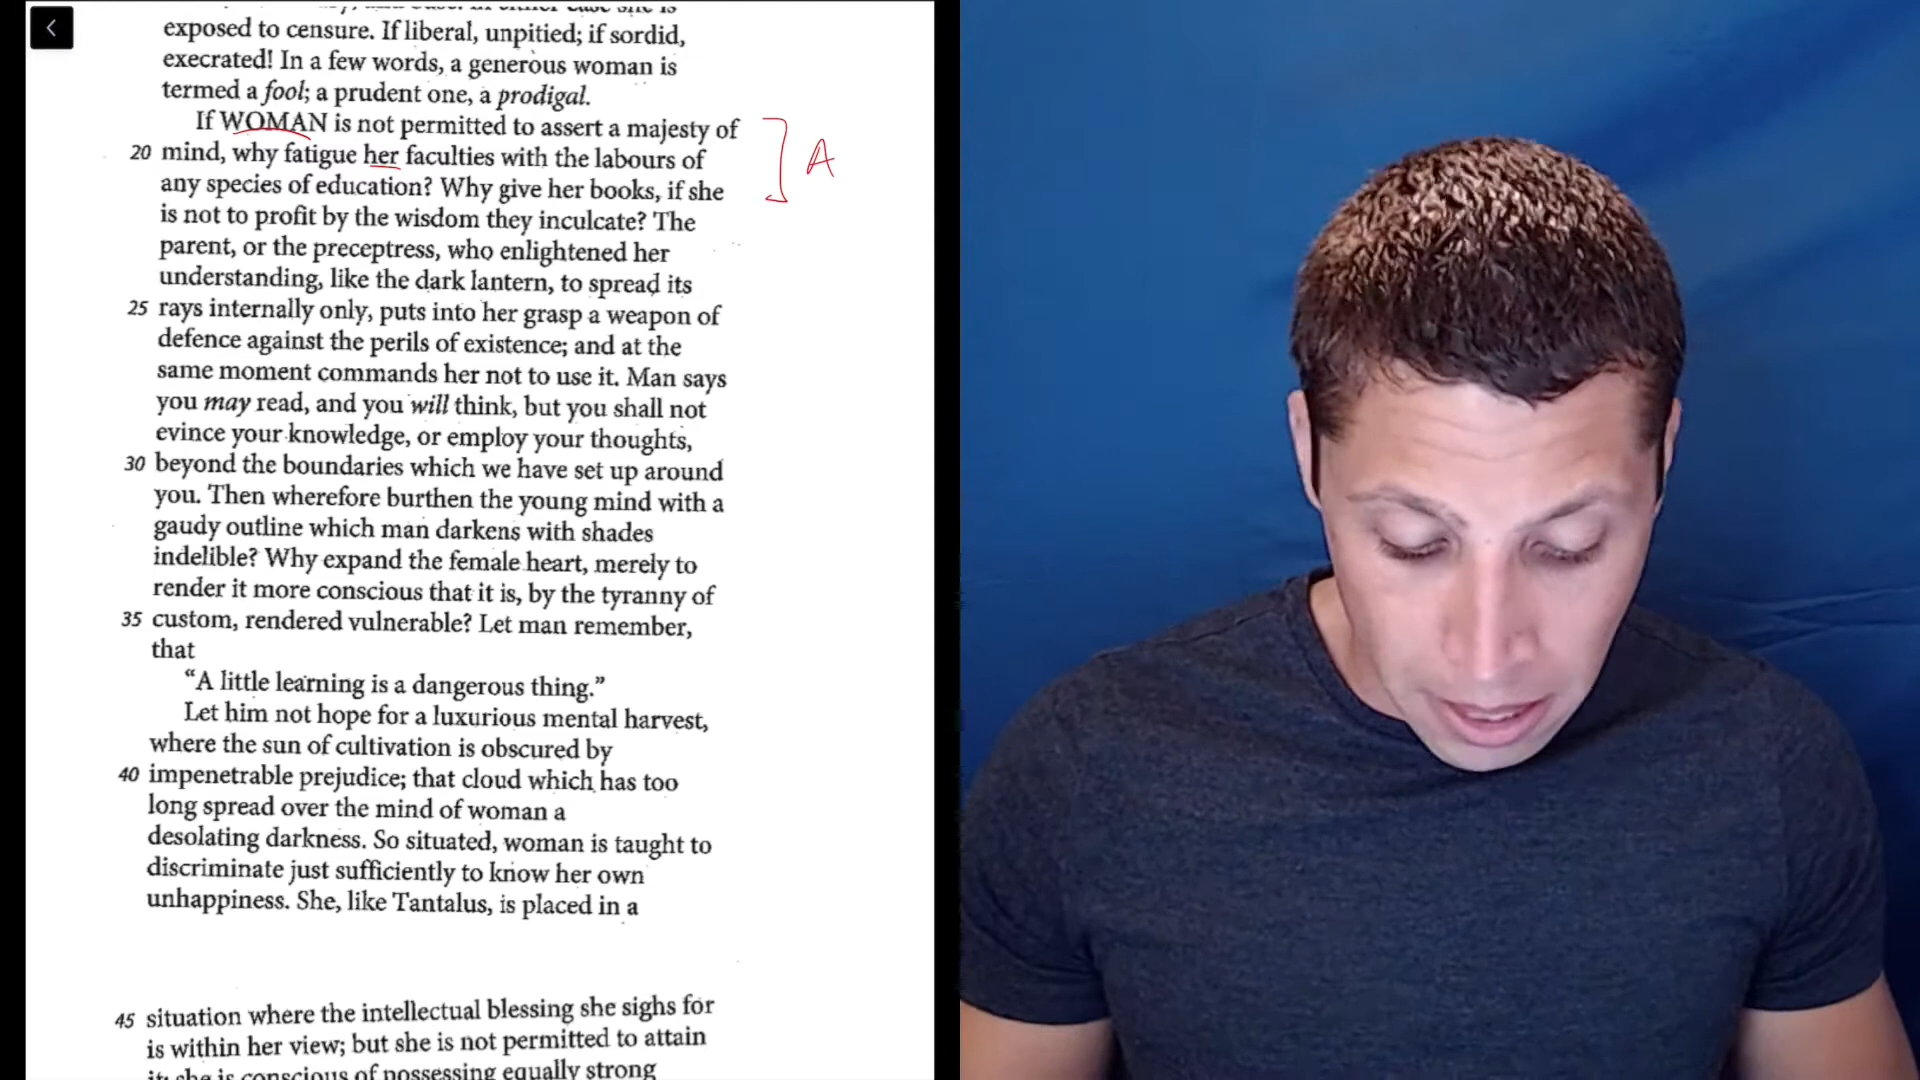 exposed to censure. If liberal, unpitied; if sordid,
execrated! In a few words, a generous woman is
termed a fool; a prudent one, a prodigal.
If WOMAN is not permitted to assert a majesty of
20 mind, why fatigue her faculties with the labours of
any species of education? Why give her books, if she
is not to profit by the wisdom they inculcate? The
parent, or the preceptress, who enlightened her
understanding, like the dark lantern, to spread its
25 rays internally only, puts into her grasp a weapon of
defence against the perils of existence; and at the
same moment commands her not to use it. Man says
you may read, and you will think, but you shall not
evince your knowledge, or employ your thoughts,
30 beyond the boundaries which we have set up around
you. Then wherefore burthen the young mind with a
gaudy outline which man darkens with shades
indelible? Why expand the female heart, merely to
render it more conscious that it is, by the tyranny of
35 custom, rendered vulnerable? Let man remember,
that
“A little learning is a dangerous thing.”
Let him not hope for a luxurious mental harvest,
where the sun of cultivation is obscured by
40 impenetrable prejudice; that cloud which has too
long spread over the mind of woman a
desolating darkness. So situated, woman is taught to
discriminate just sufficiently to know her own
unhappiness. She, like Tantalus, is placed in a
45 situation where the intellectual blessing she sighs for
is within her view; but she is not permitted to attain
it; she is conscious of possessing equally strong
A